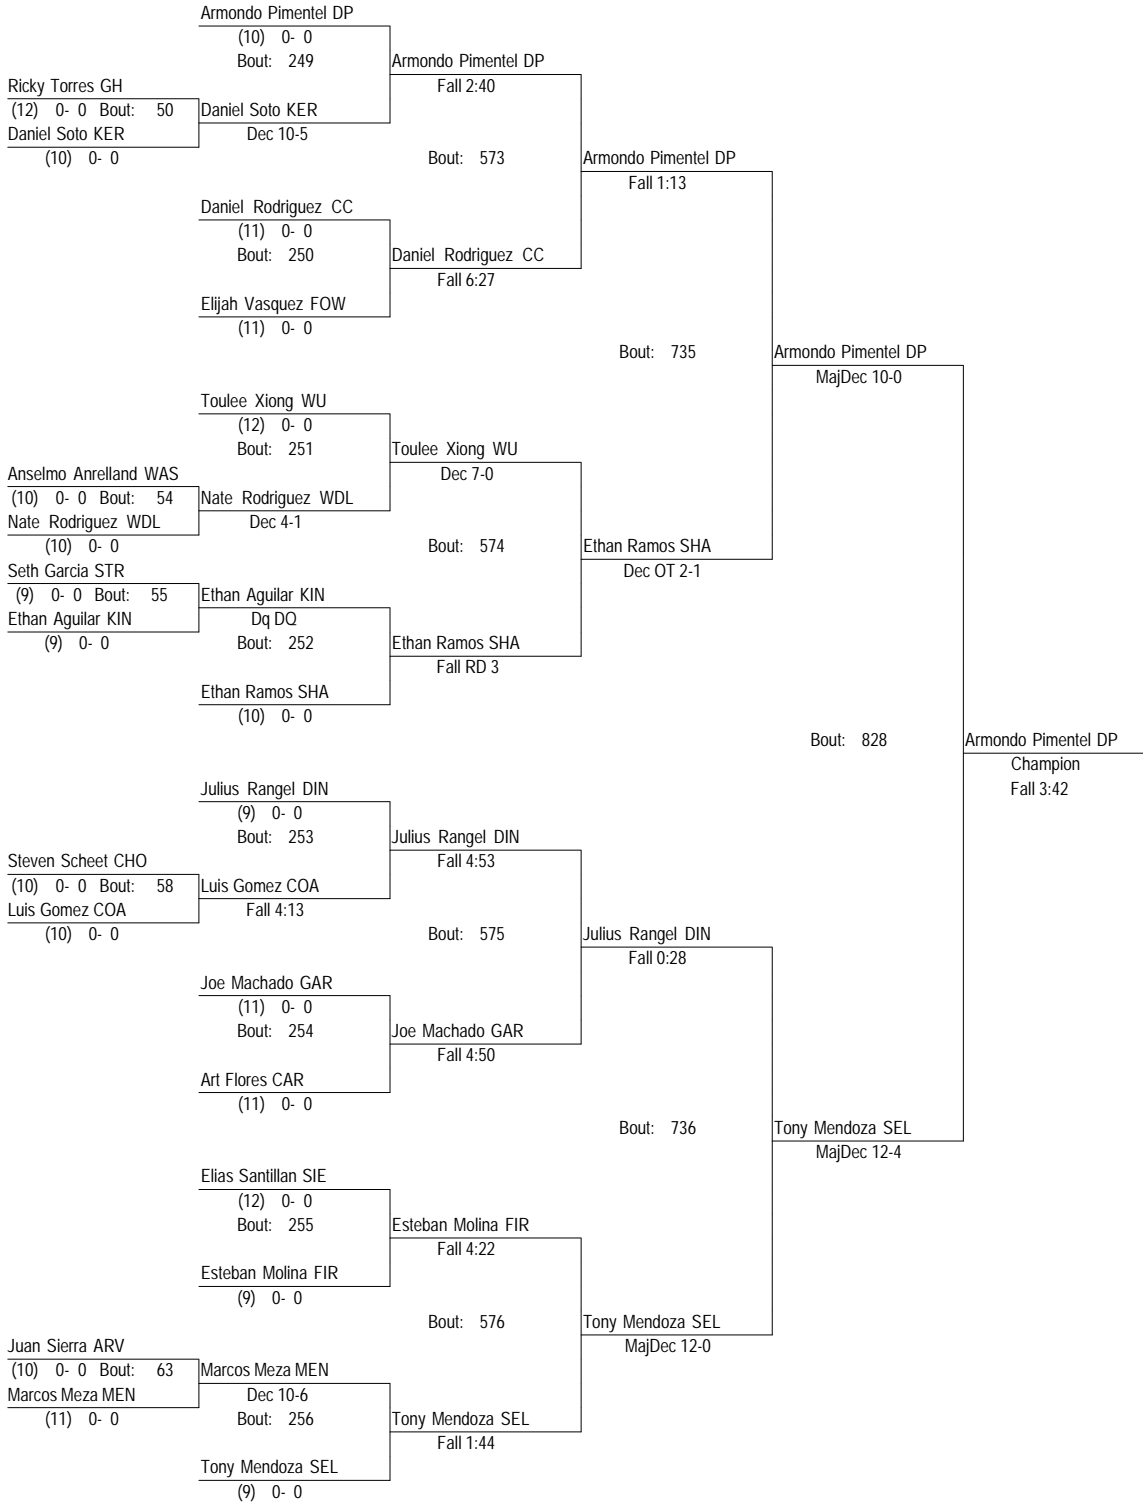 Armondo Pimentel DP
(10) 0- 0
Bout: 249
Armondo Pimentel DP
Fall 2:40
Ricky Torres GH
(12) 0- 0 Bout: 50
Daniel Soto KER
Daniel Soto KER
Dec 10-5
(10) 0- 0
Bout: 573
Armondo Pimentel DP
Fall 1:13
Daniel Rodriguez CC
(11) 0- 0
Bout: 250
Daniel Rodriguez CC
Fall 6:27
Elijah Vasquez FOW
(11) 0- 0
Bout: 735
Armondo Pimentel DP
MajDec 10-0
Toulee Xiong WU
(12) 0- 0
Bout: 251
Toulee Xiong WU
Dec 7-0
Anselmo Anrelland WAS
(10) 0- 0 Bout: 54
Nate Rodriguez WDL
Nate Rodriguez WDL
Dec 4-1
(10) 0- 0
Bout: 574
Ethan Ramos SHA
Dec OT 2-1
Seth Garcia STR
(9) 0- 0 Bout: 55
Ethan Aguilar KIN
Ethan Aguilar KIN
Dq DQ
(9) 0- 0
Bout: 252
Ethan Ramos SHA
Fall RD 3
Ethan Ramos SHA
(10) 0- 0
Bout: 828
Armondo Pimentel DP
Champion
Fall 3:42
Julius Rangel DIN
(9) 0- 0
Bout: 253
Julius Rangel DIN
Fall 4:53
Steven Scheet CHO
(10) 0- 0 Bout: 58
Luis Gomez COA
Luis Gomez COA
Fall 4:13
(10) 0- 0
Bout: 575
Julius Rangel DIN
Fall 0:28
Joe Machado GAR
(11) 0- 0
Bout: 254
Joe Machado GAR
Fall 4:50
Art Flores CAR
(11) 0- 0
Bout: 736
Tony Mendoza SEL
MajDec 12-4
Elias Santillan SIE
(12) 0- 0
Bout: 255
Esteban Molina FIR
Fall 4:22
Esteban Molina FIR
(9) 0- 0
Bout: 576
Tony Mendoza SEL
MajDec 12-0
Juan Sierra ARV
(10) 0- 0 Bout: 63
Marcos Meza MEN
Marcos Meza MEN
Dec 10-6
(11) 0- 0
Bout: 256
Tony Mendoza SEL
Fall 1:44
Tony Mendoza SEL
(9) 0- 0